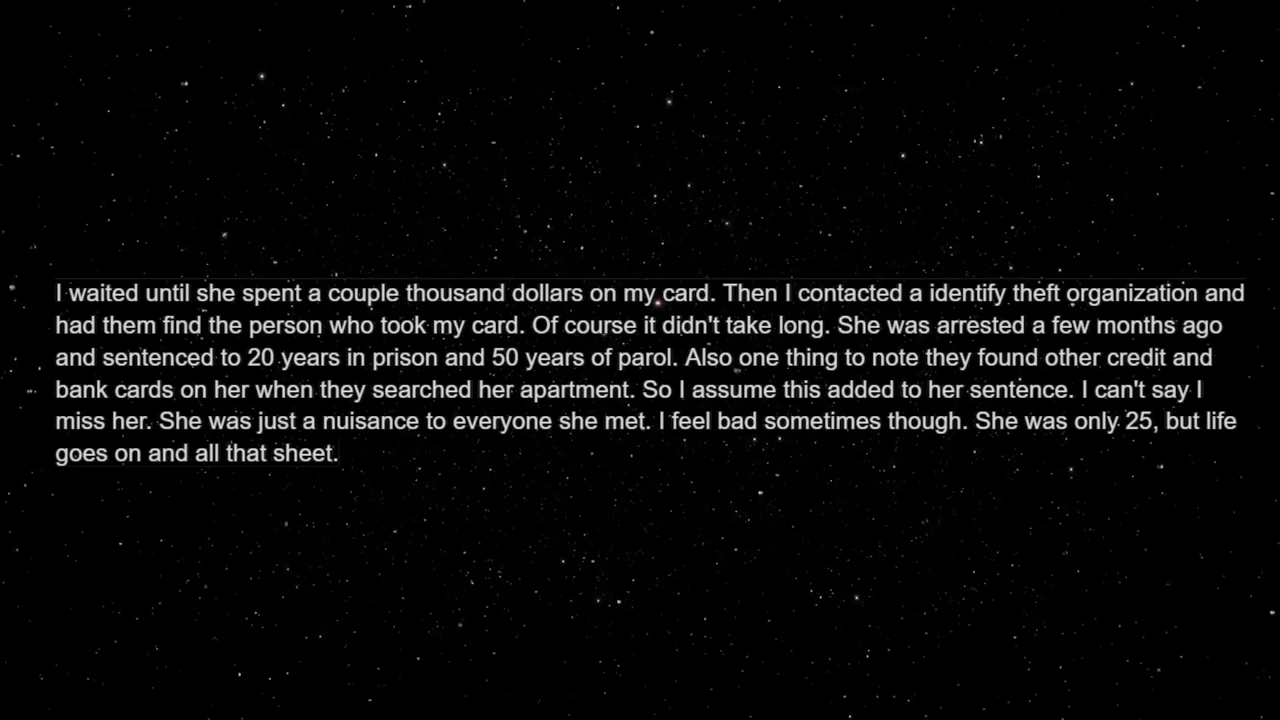 I waited until she spent a couple thousand dollars on my card. Then I contacted a identify theft organization and
had them find the person who took my card. Of course it didn't take long. She was arrested a few months ago
and sentenced to 20 years in prison and 50 years of parol. Also one thing to note they found other credit and
bank cards on her when they searched her apartment. So I assume this added to her sentence. I can't say I
miss her. She was just a nuisance to everyone she met. I feel bad sometimes though. She was only 25, but life
goes on and all that sheet.